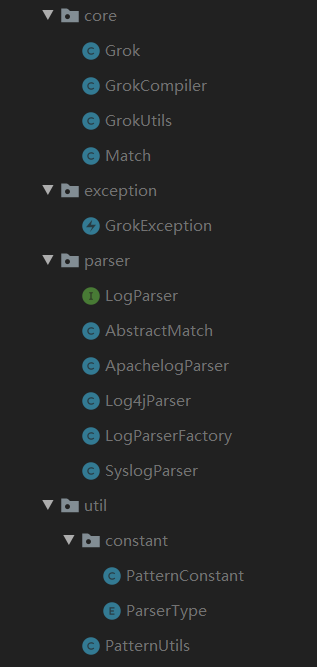 core
Grok
GrokCompiler
GrokUtils
Match
exception
GrokException
parser
LogParser
AbstractMatch
ApachelogParser
Log4jParser
LogParserFactory
SyslogParser
util
constant
PatternConstant
ParserType
PatternUtils